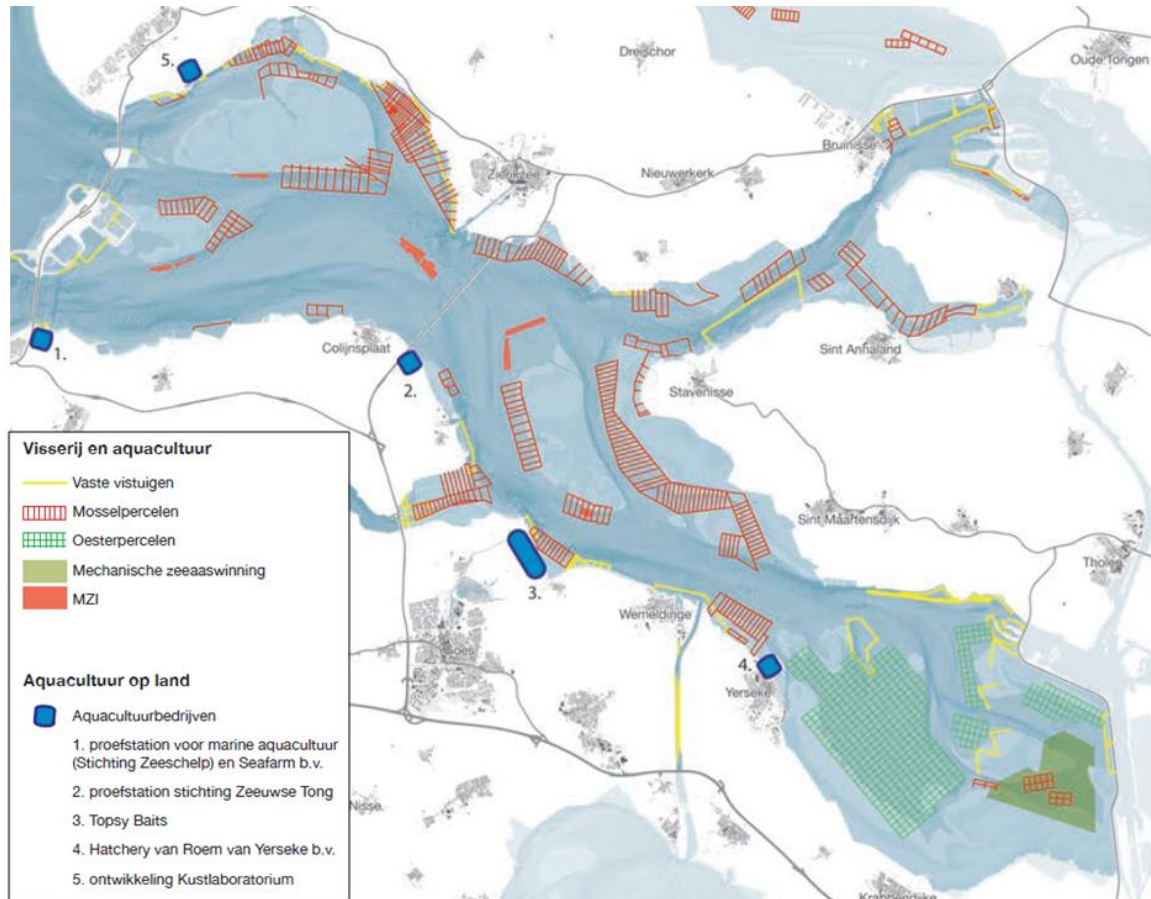 5.
Dreischor
Oude Tongen
Bruinisse
Zierikzee
Nieuwerkerk
1.
Colijnsplaat
2.
Sint Annaland
Stavenisse
Visserij en aquacultuur
Vaste vistuigen
Mosselpercelen
Oesterpercelen
Mechanische zeeaaswinning
MZI
Sint Maartensdijk
Tholen
3.
Wemeldinge
Goes
4.
Yerseke
Aquacultuur op land
Aquacultuurbedrijven
1. proefstation voor marine aquacultuur
(Stichting Zeeschelp) en Seafarm b.v.
2. proefstation stichting Zeeuwse Tong
3. Topsy Baits
4. Hatchery van Roem van Yerseke b.v.
5. ontwikkeling Kustlaboratorium
Nisse
Krabbendijke